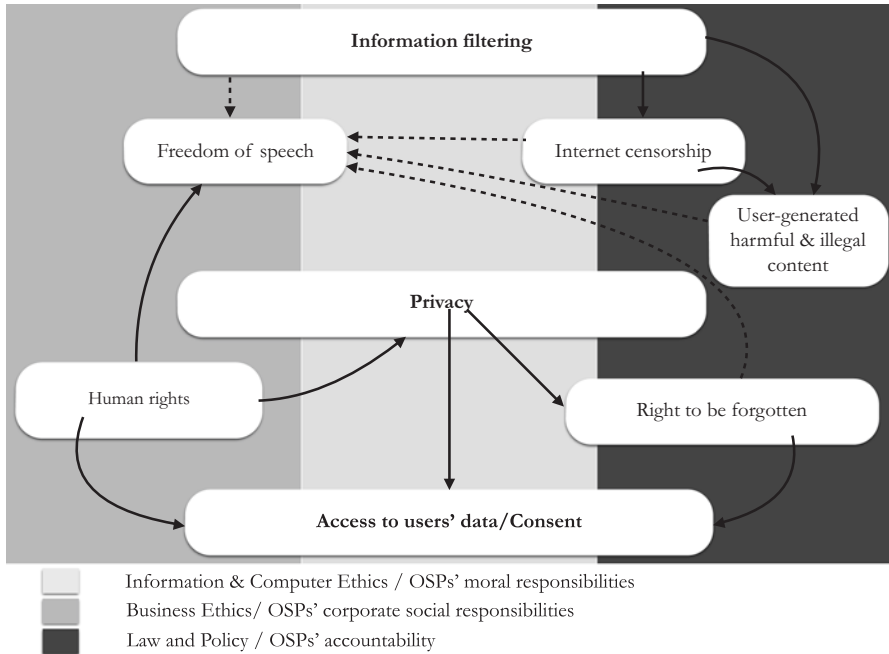 Information filtering
Freedom of speech
Internet censorship
User-generated
harmful & illegal
content
Privacy
Human rights
Right to be forgotten
Access to users' data/Consent
Information & Computer Ethics / OSPs' moral responsibilities
Business Ethics/ OSPs' corporate social responsibilities
Law and Policy / OSPs' accountability